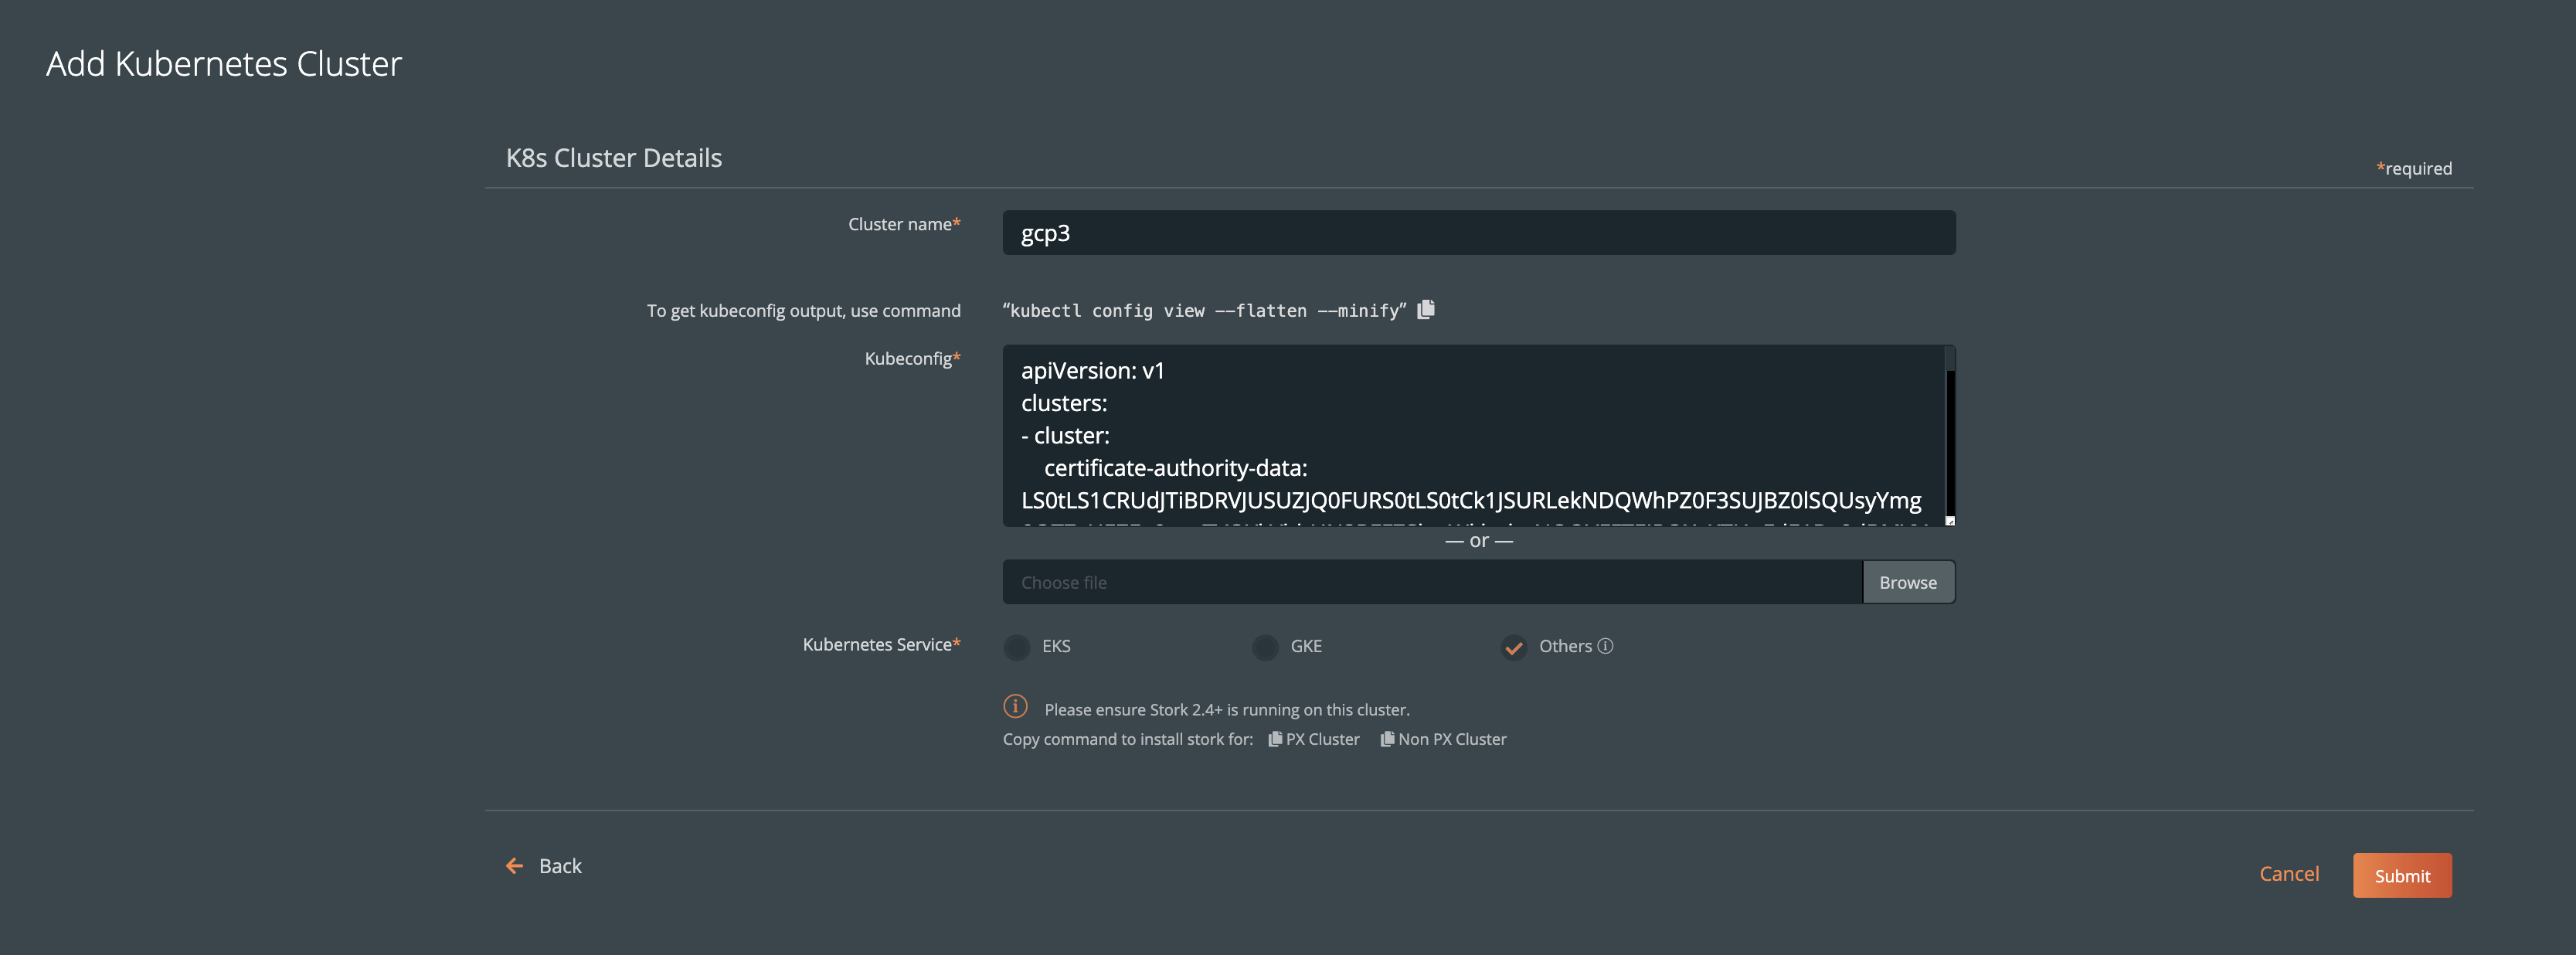 Add Kubernetes Cluster
K8s Cluster Details
*required
Cluster name*
gcp3
To get kubeconfig output, use command
“kubectl config view --flatten --minify”
Kubeconfig*
apiVersion: v1
clusters:
- cluster:
certificate-authority-data:
LS0tLS1CRUdJTiBDRVJUSUZJQ0FURS0tLS0tCk1JSURLekNDQWhPZ0F3SUJBZ0lSQUsyYmg
— or —
Choose file
Browse
Kubernetes Service*
EKS
GKE
Others
Please ensure Stork 2.4+ is running on this cluster.
Copy command to install stork for: PX Cluster Non PX Cluster
Back
Cancel
Submit